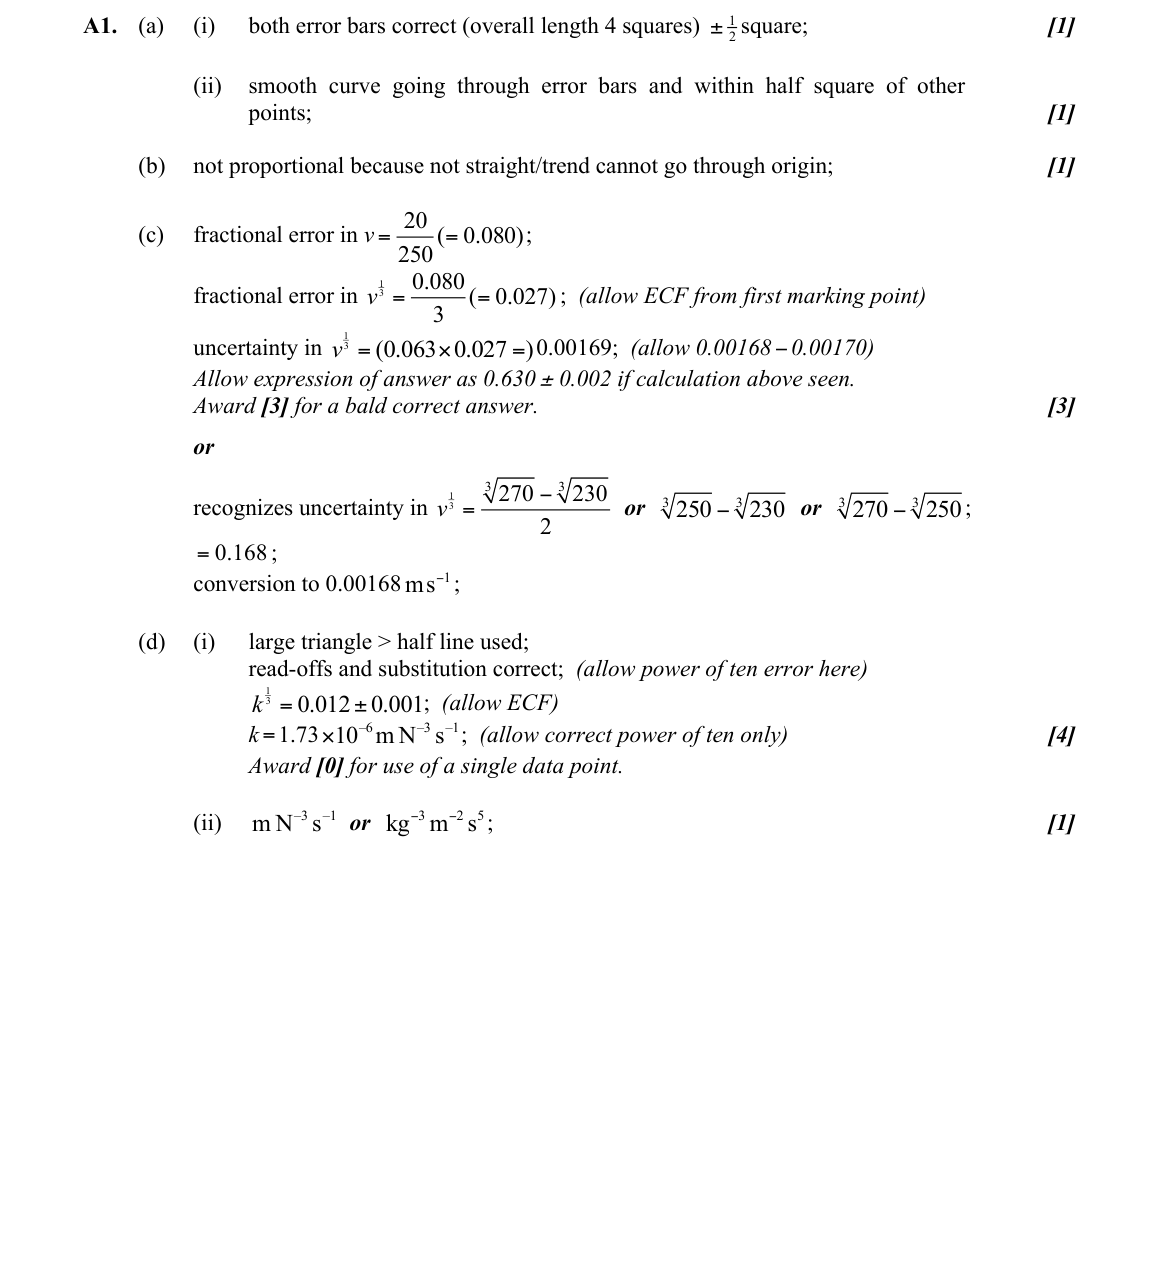 A1. (a) (i) both error bars correct (overall length 4 squares) ± 1/2 square; [1]
(ii) smooth curve going through error bars and within half square of other
points; [1]
(b) not proportional because not straight/trend cannot go through origin; [1]
(c) fractional error in v = 20/250 (= 0.080);
fractional error in v^(1/3) = 0.080/3 (= 0.027); (allow ECF from first marking point)
uncertainty in v^(1/3) = (0.063×0.027 =)0.00169; (allow 0.00168 – 0.00170)
Allow expression of answer as 0.630 ± 0.002 if calculation above seen.
Award [3] for a bald correct answer. [3]
or
recognizes uncertainty in v^(1/3) = (∛270 – ∛230)/2 or ∛250 – ∛230 or ∛270 – ∛250;
= 0.168;
conversion to 0.00168 m s⁻¹;
(d) (i) large triangle > half line used;
read-offs and substitution correct; (allow power of ten error here)
k^(1/3) = 0.012 ± 0.001; (allow ECF)
k = 1.73×10⁻⁶ m N⁻³ s⁻¹; (allow correct power of ten only) [4]
Award [0] for use of a single data point.
(ii) m N⁻³ s⁻¹ or kg⁻³ m⁻² s⁵; [1]